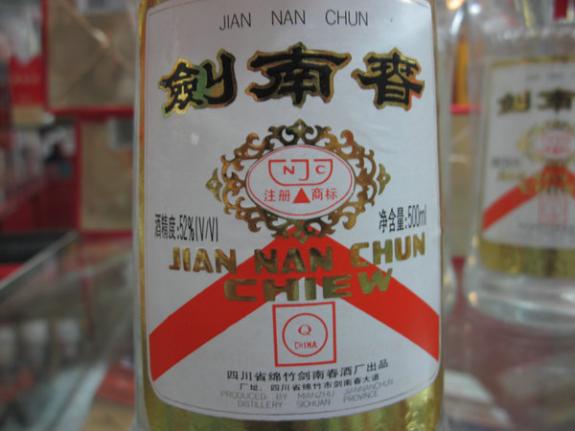 JIAN NAN CHUN
劍南春
NJC
注册 商标
酒精度:52%(V/V)
净含量:500ml
JIAN NAN CHUN
CHIEW
Q
CHINA
四川省绵竹剑南春酒厂出品
厂址: 四川省绵竹市剑南春大道
PRODUCED BY MIANZHU JIANNANCHUN
DISTILLERY SICHUAN PROVINCE
劍南